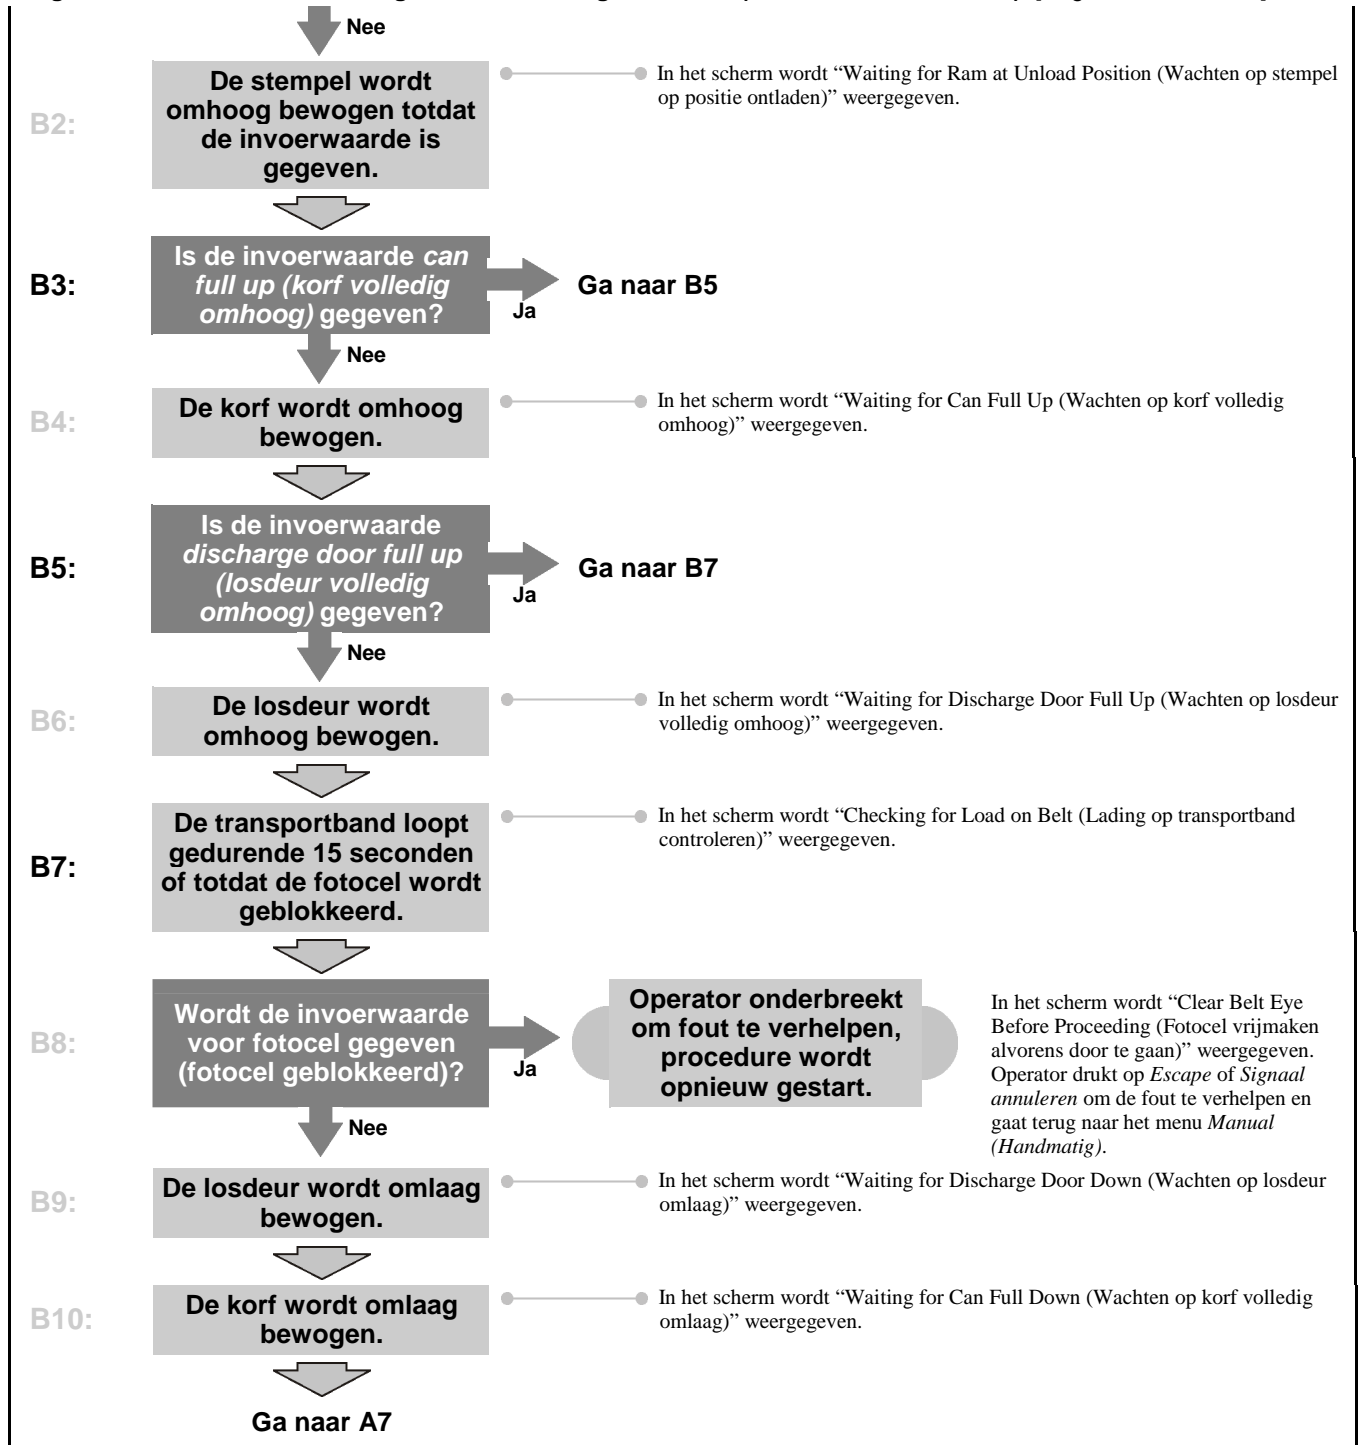 Nee
De stempel wordt
omhoog bewogen totdat
de invoerwaarde is
gegeven.
B2:
In het scherm wordt “Waiting for Ram at Unload Position (Wachten op stempel
op positie ontladen)” weergegeven.
Is de invoerwaarde can
full up (korf volledig
omhoog) gegeven?
B3:
Ja
Ga naar B5
Nee
De korf wordt omhoog
bewogen.
B4:
In het scherm wordt “Waiting for Can Full Up (Wachten op korf volledig
omhoog)” weergegeven.
Is de invoerwaarde
discharge door full up
(losdeur volledig
omhoog) gegeven?
B5:
Ja
Ga naar B7
Nee
De losdeur wordt
omhoog bewogen.
B6:
In het scherm wordt “Waiting for Discharge Door Full Up (Wachten op losdeur
volledig omhoog)” weergegeven.
De transportband loopt
gedurende 15 seconden
of totdat de fotocel wordt
geblokkeerd.
B7:
In het scherm wordt “Checking for Load on Belt (Lading op transportband
controleren)” weergegeven.
Wordt de invoerwaarde
voor fotocel gegeven
(fotocel geblokkeerd)?
B8:
Ja
Operator onderbreekt
om fout te verhelpen,
procedure wordt
opnieuw gestart.
In het scherm wordt “Clear Belt Eye
Before Proceeding (Fotocel vrijmaken
alvorens door te gaan)” weergegeven.
Operator drukt op Escape of Signaal
annuleren om de fout te verhelpen en
gaat terug naar het menu Manual
(Handmatig).
Nee
De losdeur wordt omlaag
bewogen.
B9:
In het scherm wordt “Waiting for Discharge Door Down (Wachten op losdeur
omlaag)” weergegeven.
De korf wordt omlaag
bewogen.
B10:
In het scherm wordt “Waiting for Can Full Down (Wachten op korf volledig
omlaag)” weergegeven.
Ga naar A7